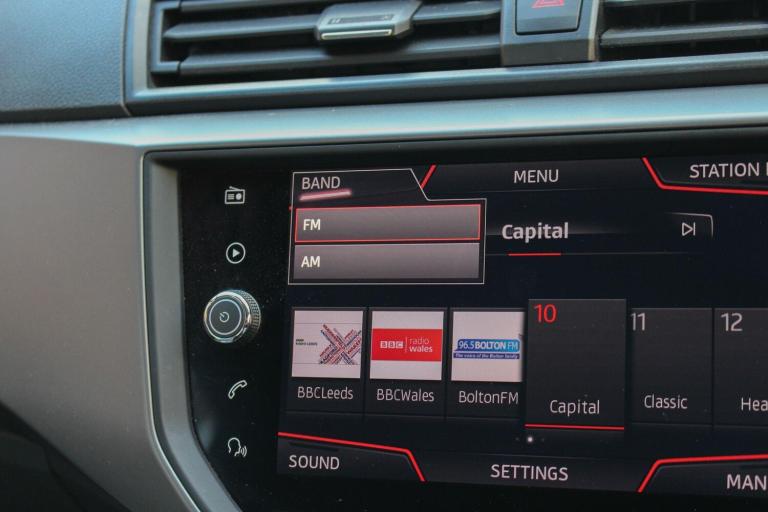 BAND
MENU
STATION
FM
Capital
AM
10
11
12
BBC
radio
wales
96.5 BOLTON FM
The voice of the Bolton family
BBCLeeds
BBCWales
BoltonFM
Capital
Classic
Hea
SOUND
SETTINGS
MAN